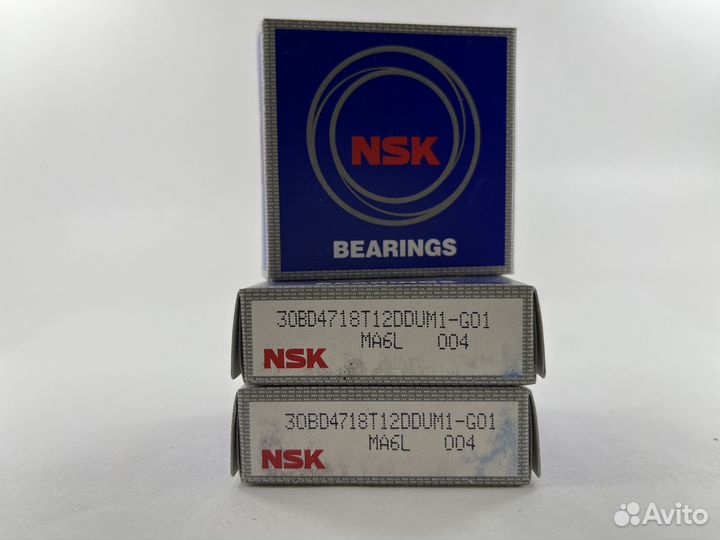 NSK
BEARINGS
30BD4718T12DDUM1-G01
MA6L 004
NSK
30BD4718T12DDUM1-G01
MA6L 004
NSK
Avito